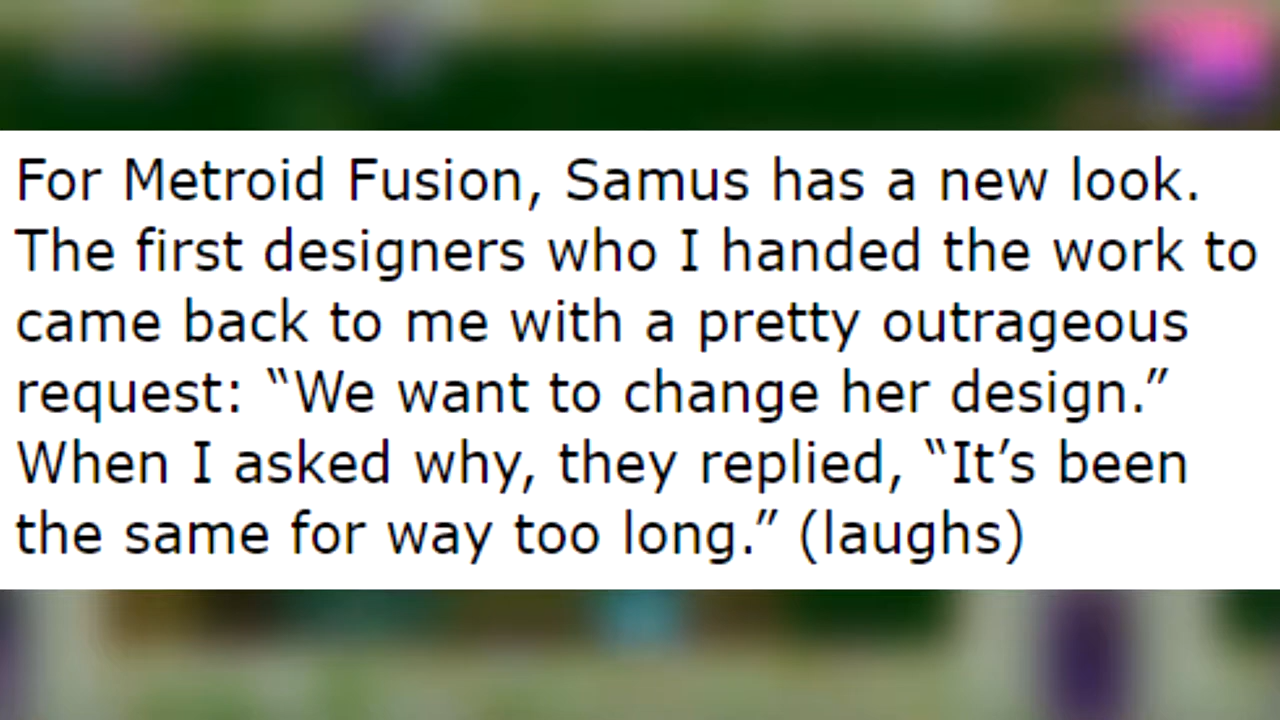 For Metroid Fusion, Samus has a new look.
The first designers who I handed the work to
came back to me with a pretty outrageous
request: “We want to change her design.”
When I asked why, they replied, “It’s been
the same for way too long.” (laughs)